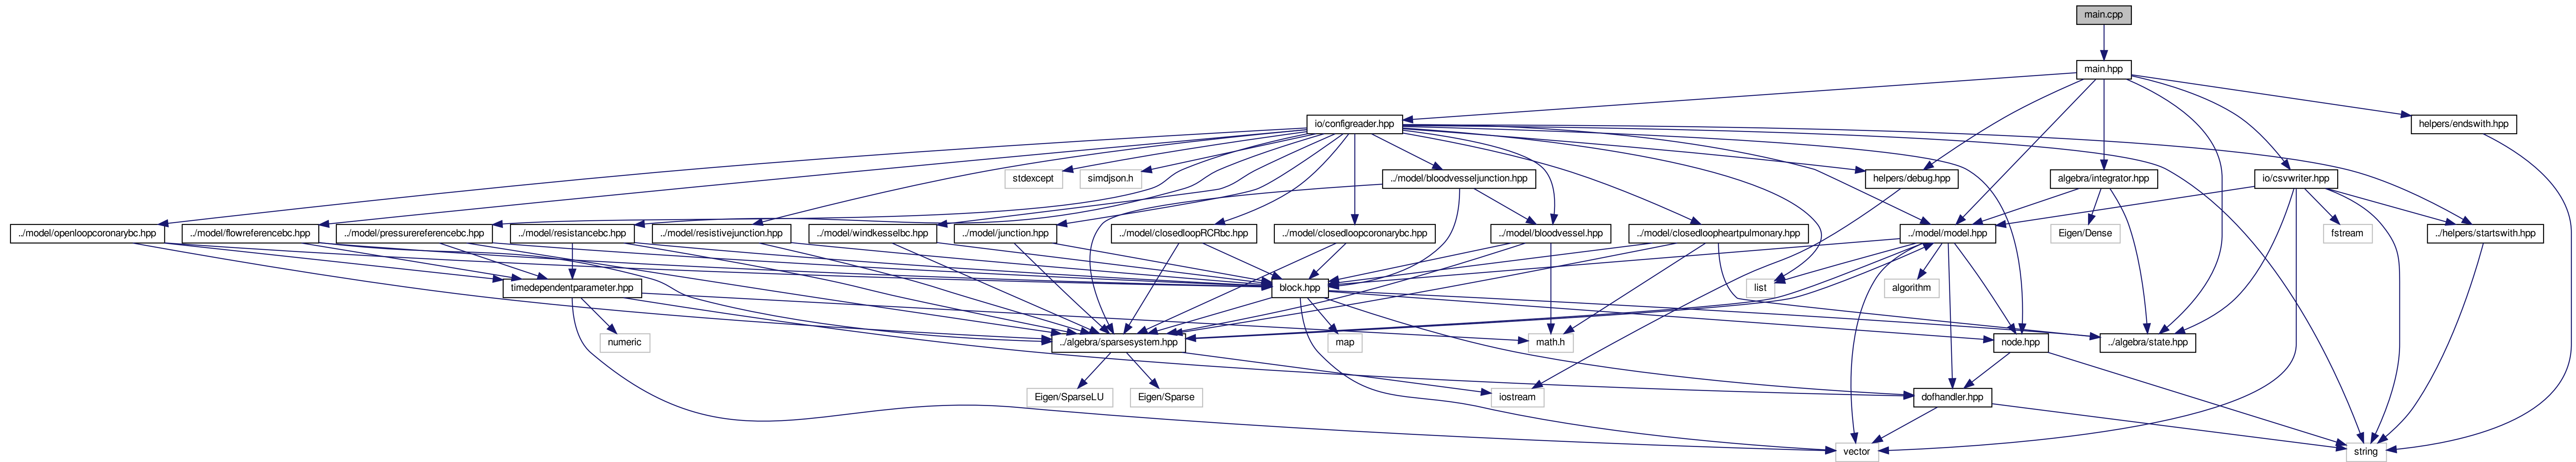 main.cpp
main.hpp
io/configreader.hpp
helpers/endswith.hpp
stdexcept
simdjson.h
../model/bloodvesseljunction.hpp
helpers/debug.hpp
algebra/integrator.hpp
io/csvwriter.hpp
../model/openloopcoronarybc.hpp
../model/flowreferencebc.hpp
../model/pressurereferencebc.hpp
../model/resistancebc.hpp
../model/resistivejunction.hpp
../model/windkesselbc.hpp
../model/junction.hpp
../model/closedloopRCRbc.hpp
../model/closedloopcoronarybc.hpp
../model/bloodvessel.hpp
../model/closedloopheartpulmonary.hpp
../model/model.hpp
Eigen/Dense
fstream
../helpers/startswith.hpp
timedependentparameter.hpp
block.hpp
list
algorithm
numeric
../algebra/sparsesystem.hpp
map
math.h
node.hpp
../algebra/state.hpp
Eigen/SparseLU
Eigen/Sparse
iostream
dofhandler.hpp
vector
string